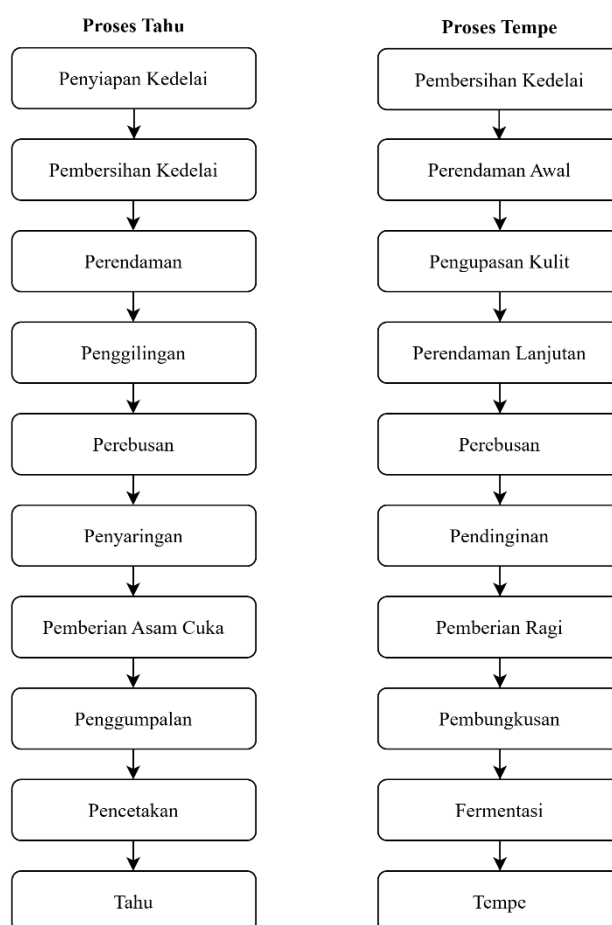 Proses Tahu
Penyiapan Kedelai
Pembersihan Kedelai
Perendaman
Penggilingan
Perebusan
Penyaringan
Pemberian Asam Cuka
Penggumpalan
Pencetakan
Tahu
Proses Tempe
Pembersihan Kedelai
Perendaman Awal
Pengupasan Kulit
Perendaman Lanjutan
Perebusan
Pendinginan
Pemberian Ragi
Pembungkusan
Fermentasi
Tempe